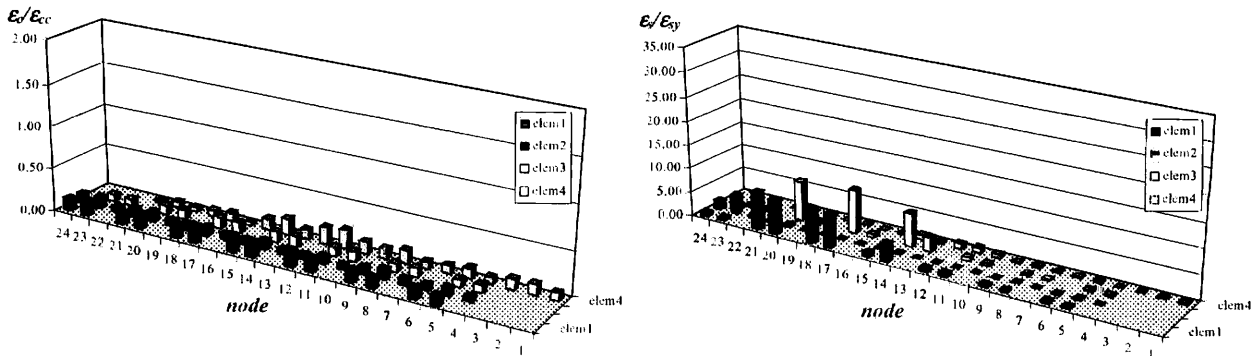 εc/εcc
2.00
1.50
1.00
0.50
0.00
elem1
elem2
elem3
elem4
24 23 22 21 20 19 18 17 16 15 14 13 12 11 10 9 8 7 6 5 4 3 2 1
node
elem4
elem1
εs/εsy
35.00
30.00
25.00
20.00
15.00
10.00
5.00
0.00
elem1
elem2
elem3
elem4
24 23 22 21 20 19 18 17 16 15 14 13 12 11 10 9 8 7 6 5 4 3 2 1
node
elem4
elem1